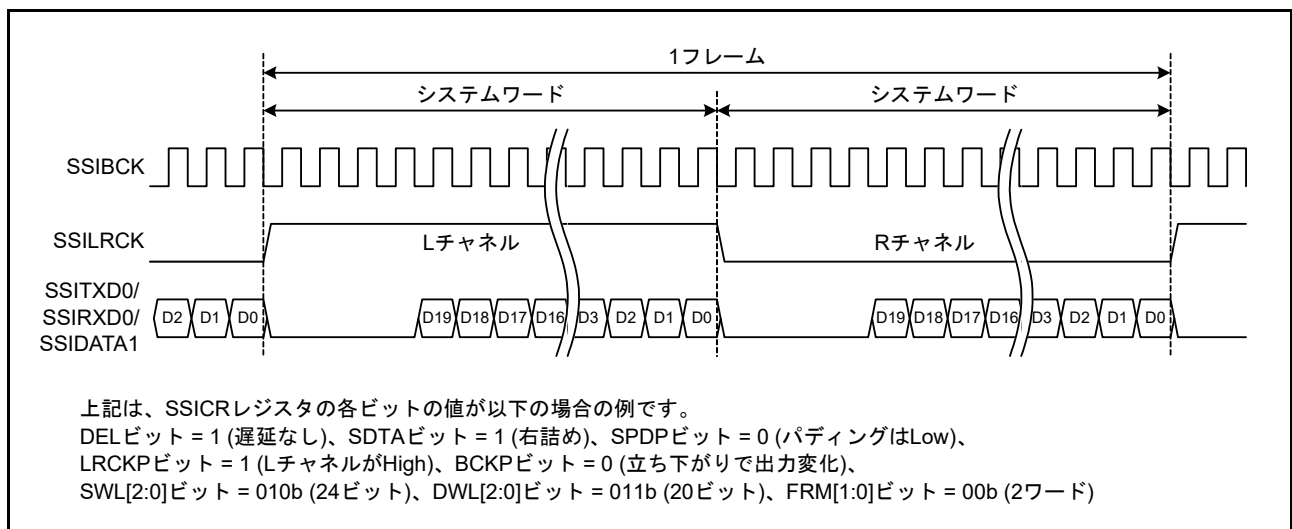 1フレーム
システムワード
システムワード
SSIBCK
SSILRCK
Lチャネル
Rチャネル
SSITXD0/
SSIRXD0/
SSIDATA1
D2 D1 D0 D19 D18 D17 D16 D3 D2 D1 D0 D19 D18 D17 D16 D3 D2 D1 D0
上記は、SSICRレジスタの各ビットの値が以下の場合の例です。
DELビット = 1 (遅延なし)、SDTAビット = 1 (右詰め)、SPDPビット = 0 (パディングはLow)、
LRCKPビット = 1 (LチャネルがHigh)、BCKPビット = 0 (立ち下がりで出力変化)、
SWL[2:0]ビット = 010b (24ビット)、DWL[2:0]ビット = 011b (20ビット)、FRM[1:0]ビット = 00b (2ワード)